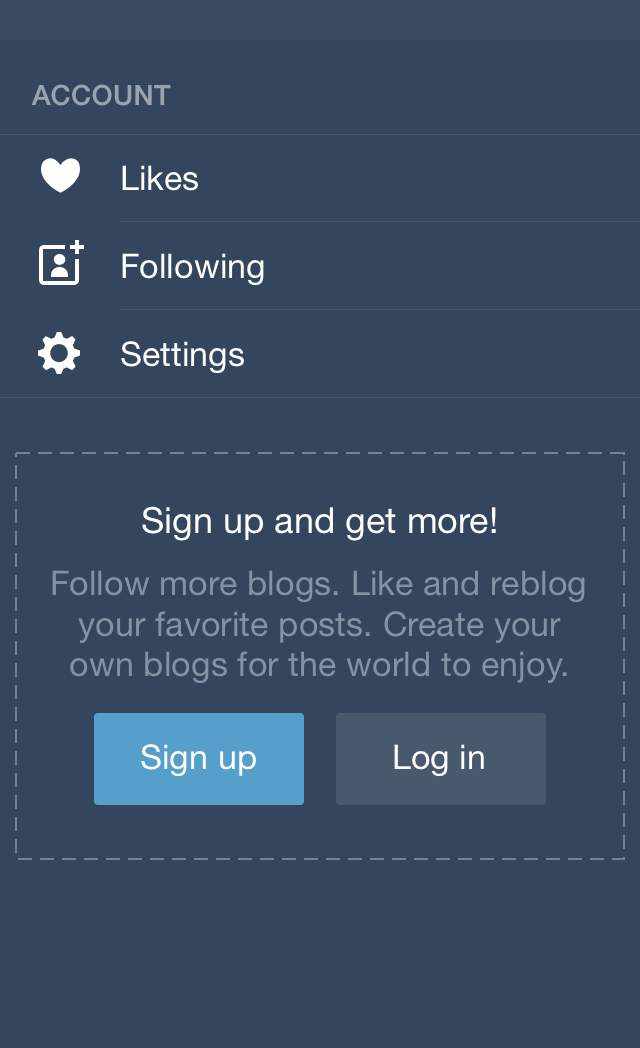 ACCOUNT
Likes
Following
Settings
Sign up and get more!
Follow more blogs. Like and reblog
your favorite posts. Create your
own blogs for the world to enjoy.
Sign up
Log in